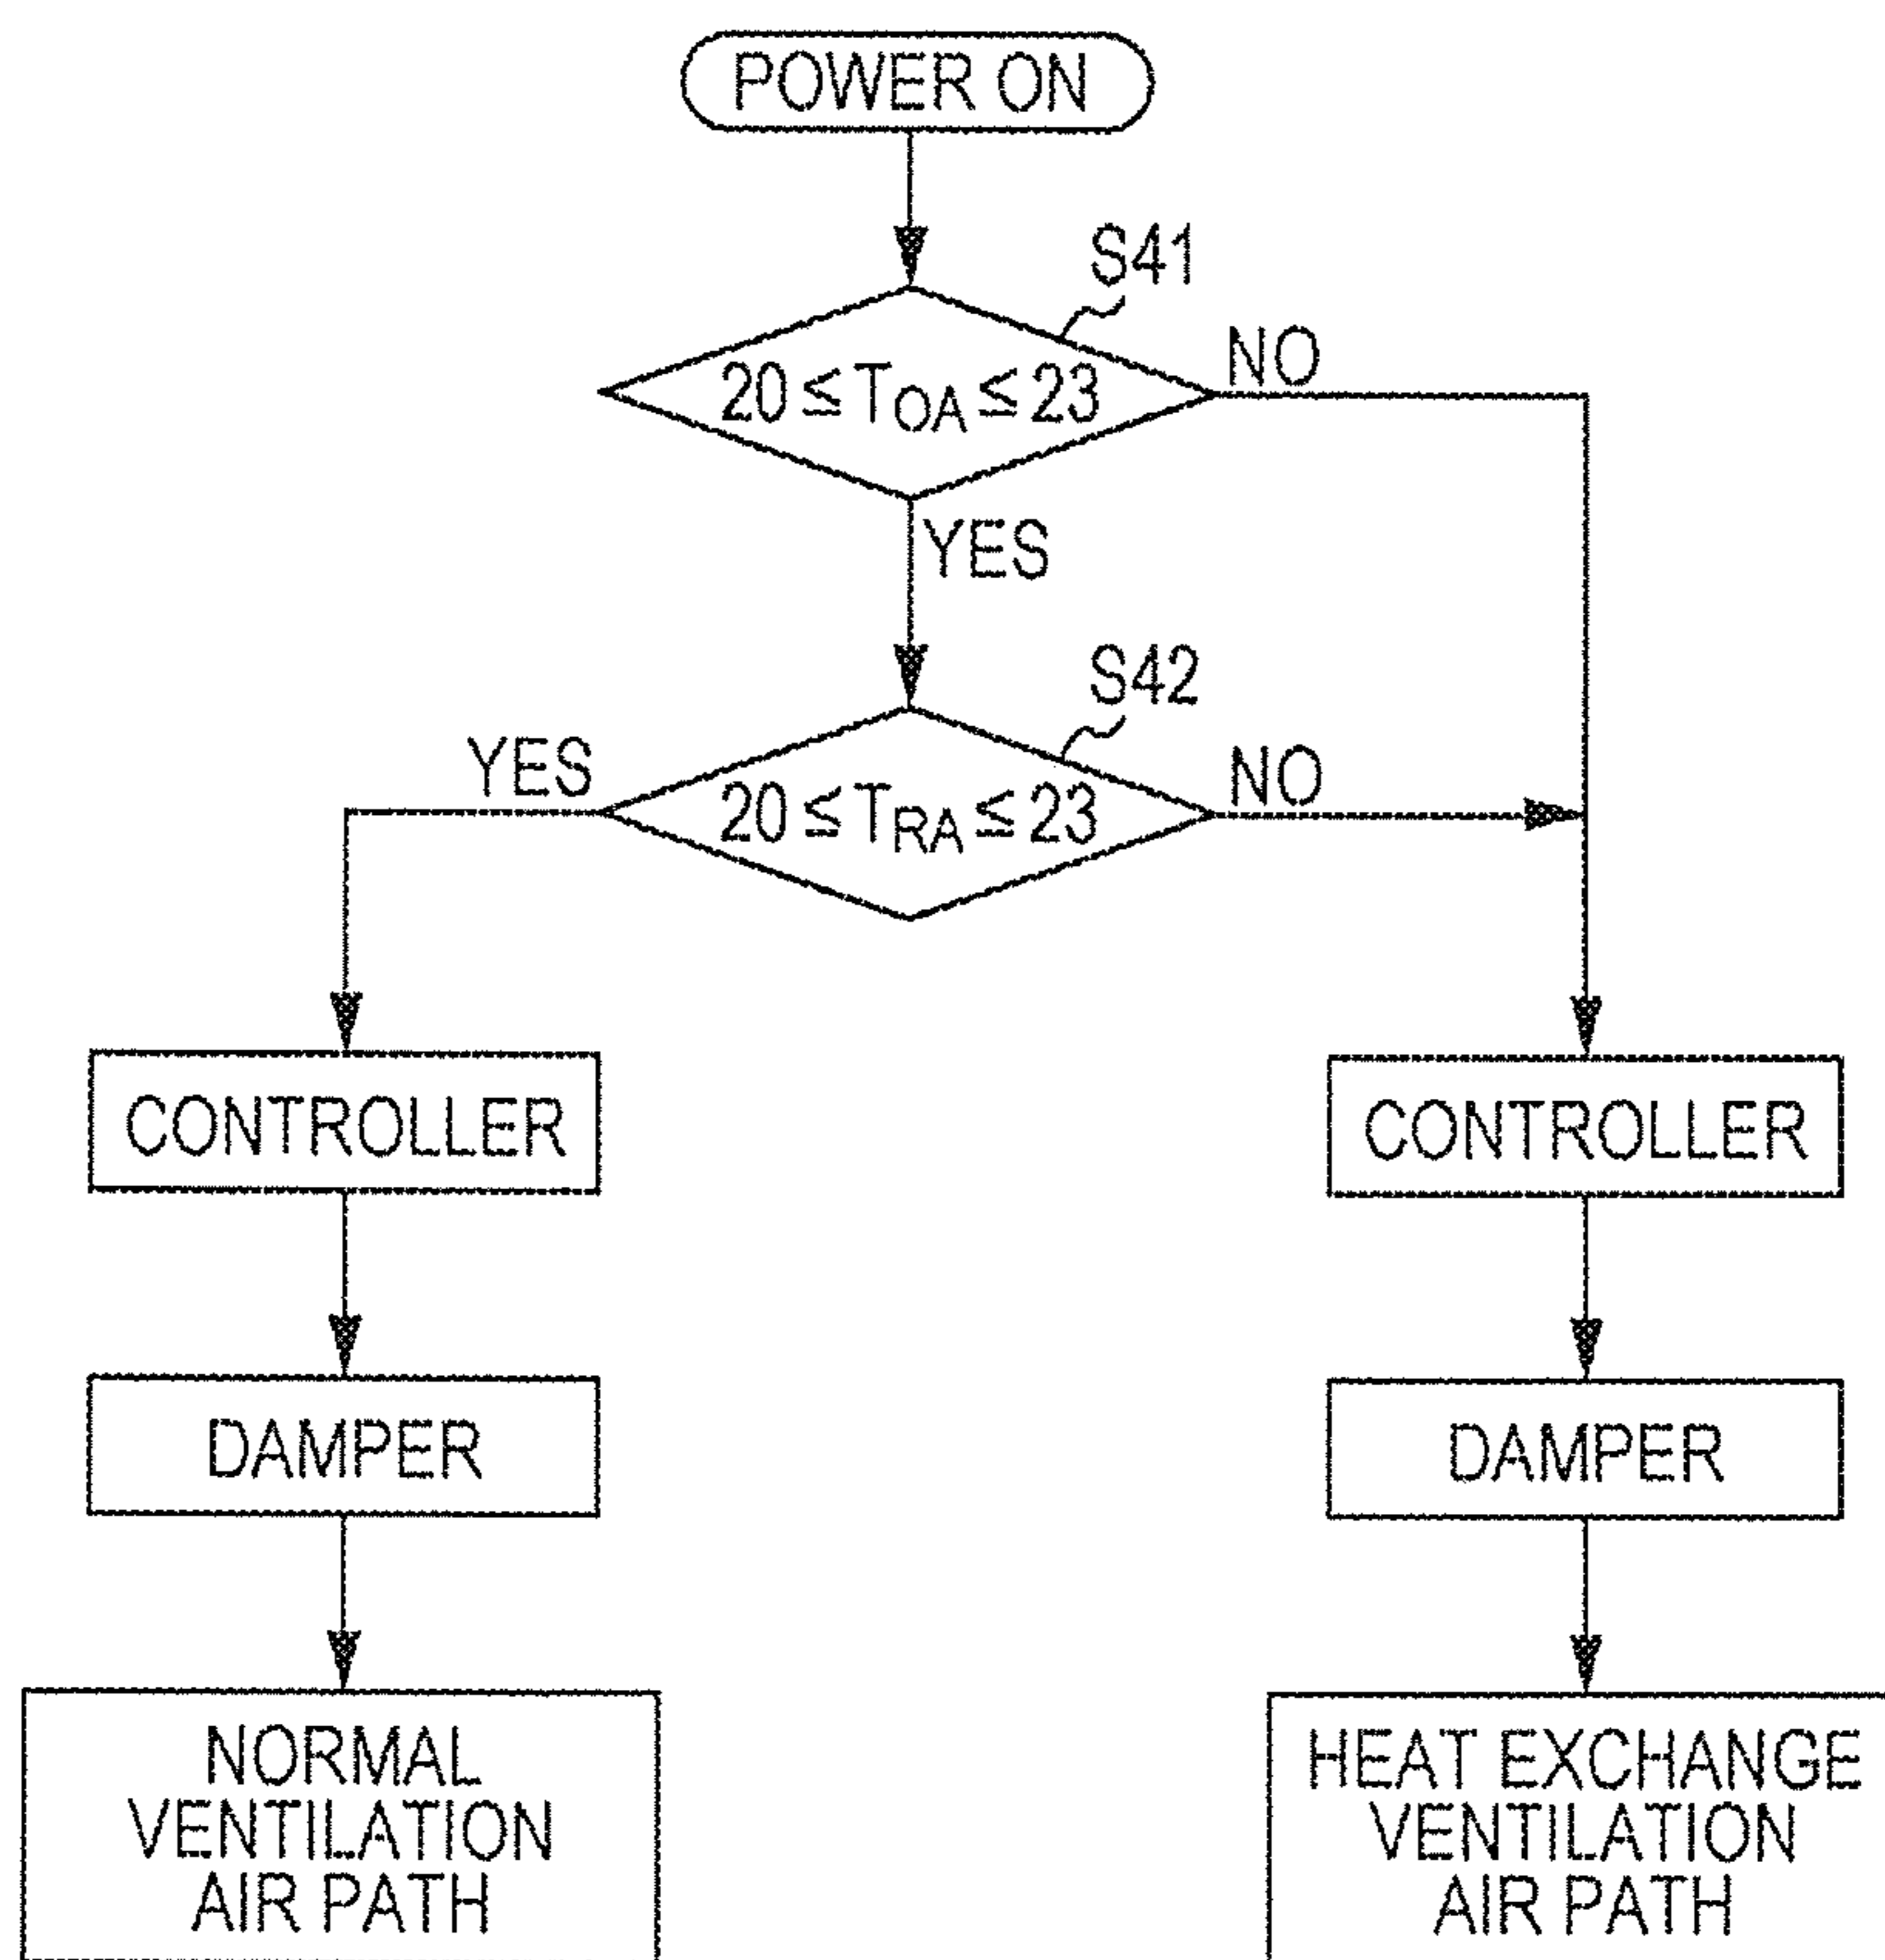 POWER ON
S41
20 ≤ TOA ≤ 23
NO
YES
S42
YES
20 ≤ TRA ≤ 23
NO
CONTROLLER
CONTROLLER
DAMPER
DAMPER
NORMAL
VENTILATION
AIR PATH
HEAT EXCHANGE
VENTILATION
AIR PATH